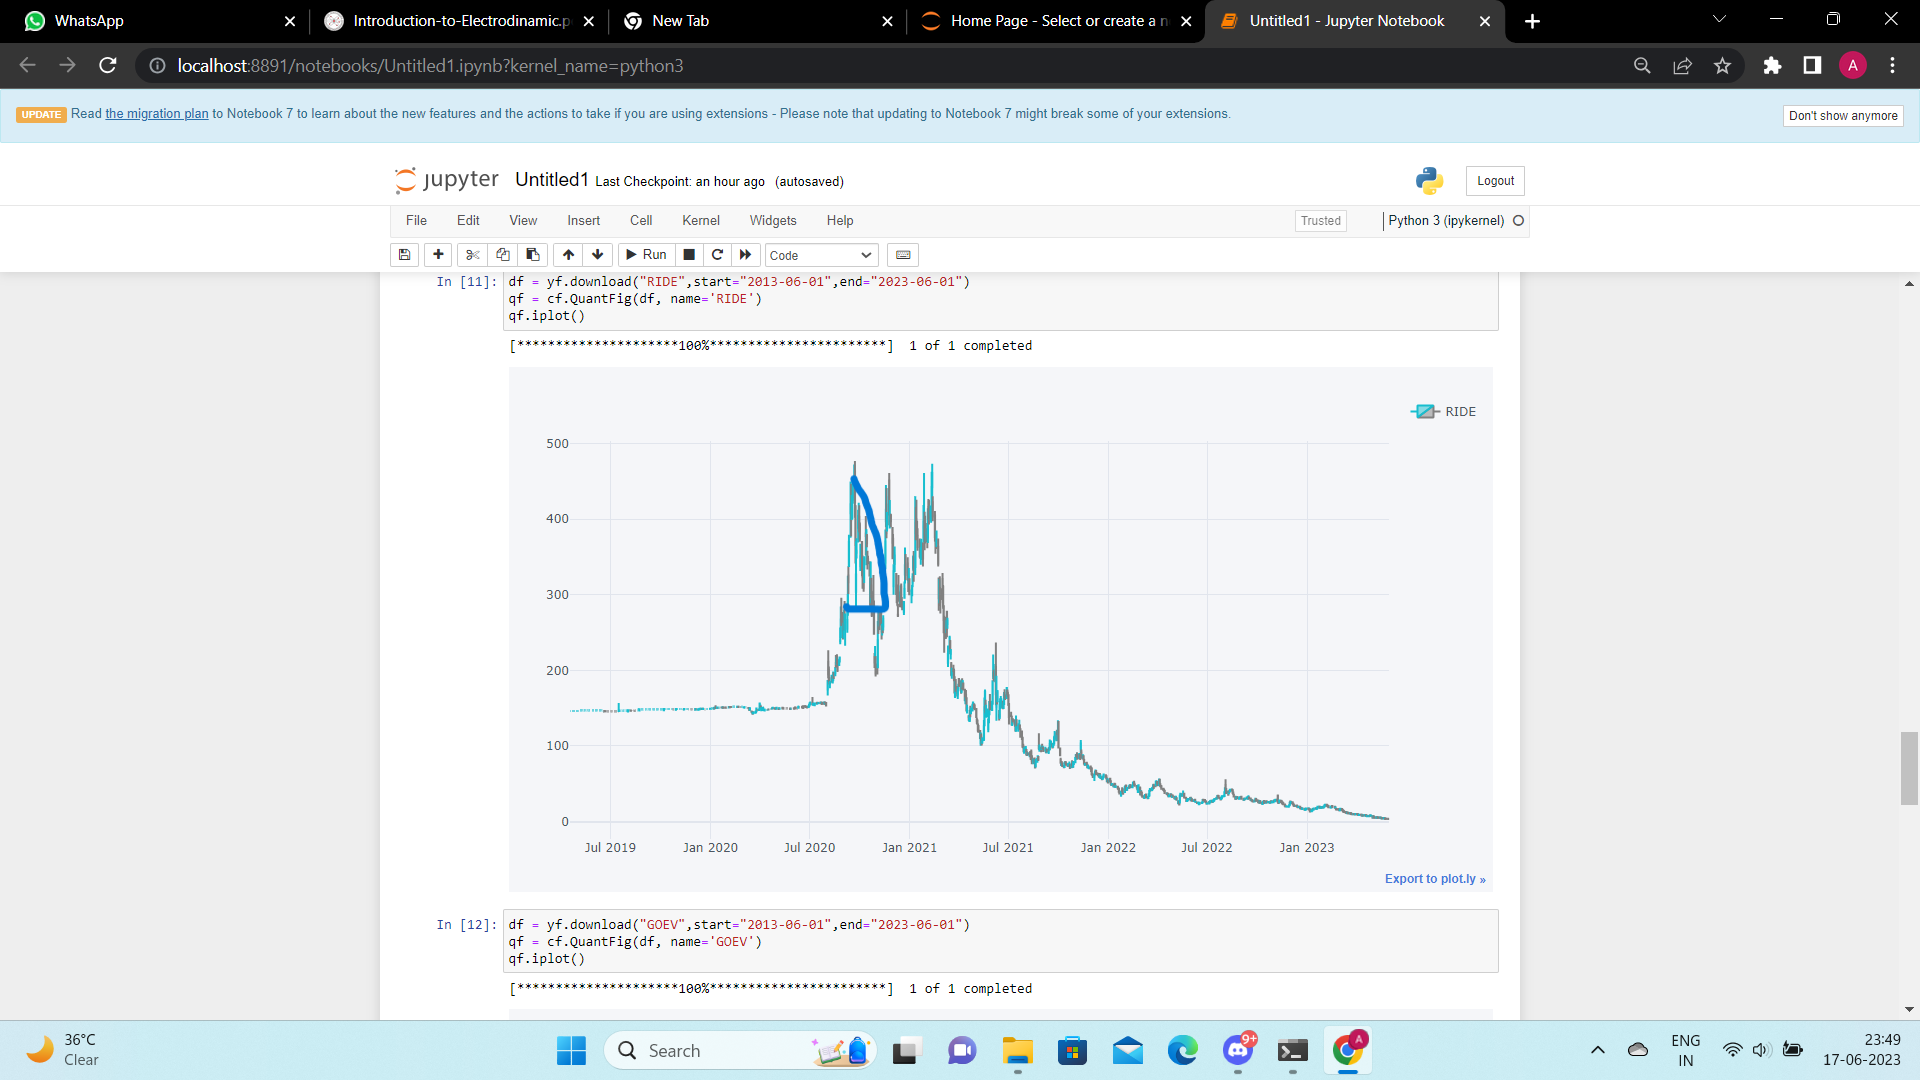 WhatsApp
Introduction-to-Electrodinamic.p
New Tab
Home Page - Select or create a n
Untitled1 - Jupyter Notebook
localhost:8891/notebooks/Untitled1.ipynb?kernel_name=python3
A
UPDATE Read the migration plan to Notebook 7 to learn about the new features and the actions to take if you are using extensions - Please note that updating to Notebook 7 might break some of your extensions.
Don't show anymore
jupyter Untitled1 Last Checkpoint: an hour ago (autosaved)
Logout
File Edit View Insert Cell Kernel Widgets Help
Trusted
Python 3 (ipykernel)
Run
Code
In [11]: df = yf.download("RIDE",start="2013-06-01",end="2023-06-01")
qf = cf.QuantFig(df, name='RIDE')
qf.iplot()
[*********************100%***********************]  1 of 1 completed
RIDE
500
400
300
200
100
0
Jul 2019 Jan 2020 Jul 2020 Jan 2021 Jul 2021 Jan 2022 Jul 2022 Jan 2023
Export to plot.ly »
In [12]: df = yf.download("GOEV",start="2013-06-01",end="2023-06-01")
qf = cf.QuantFig(df, name='GOEV')
qf.iplot()
[*********************100%***********************]  1 of 1 completed
36°C
Clear
Search
9+
A
ENG
IN
23:49
17-06-2023